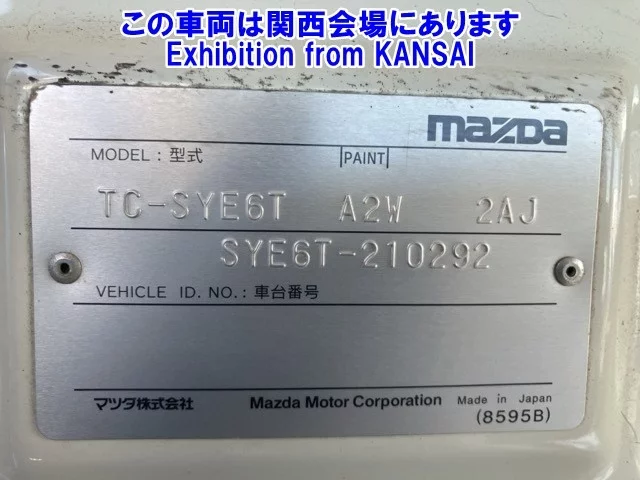 この車両は関西会場にあります
Exhibition from KANSAI
mazda
MODEL : 型式 |PAINT|
TC-SYE6T A2W 2AJ
SYE6T-210292
VEHICLE ID. NO. : 車台番号
マツダ株式会社 Mazda Motor Corporation Made in Japan
(8595B)